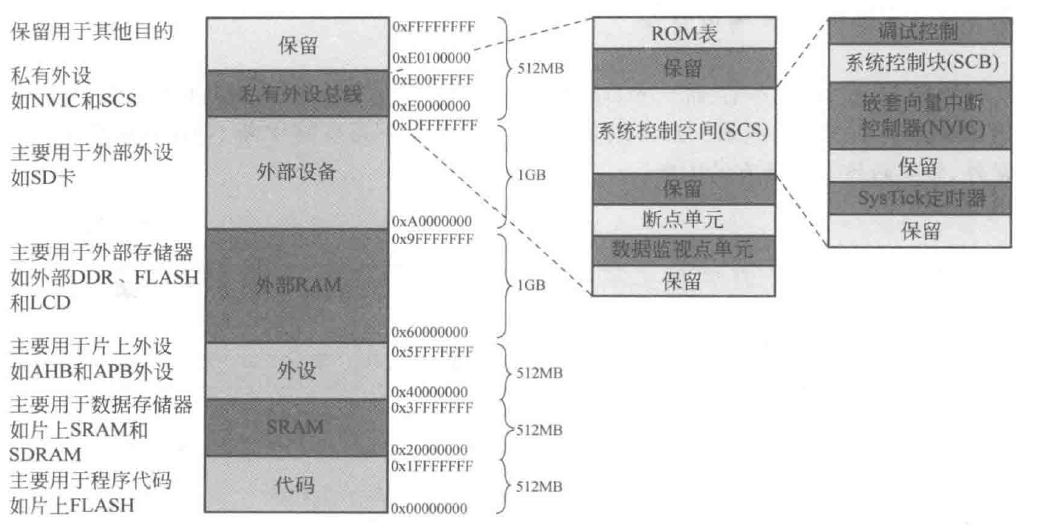 保留用于其他目的
私有外设
如NVIC和SCS
主要用于外部外设
如SD卡
主要用于外部存储器
如外部DDR、FLASH
和LCD
主要用于片上外设
如AHB和APB外设
主要用于数据存储器
如片上SRAM和
SDRAM
主要用于程序代码
如片上FLASH
保留
私有外设总线
外部设备
外部RAM
外设
SRAM
代码
0xFFFFFFFF
0xE0100000
0xE00FFFFF
0xE0000000
0xDFFFFFFF
0xA0000000
0x9FFFFFFF
0x60000000
0x5FFFFFFF
0x40000000
0x3FFFFFFF
0x20000000
0x1FFFFFFF
0x00000000
512MB
1GB
1GB
512MB
512MB
512MB
ROM表
保留
系统控制空间(SCS)
保留
断点单元
数据监视点单元
保留
调试控制
系统控制块(SCB)
嵌套向量中断
控制器(NVIC)
保留
SysTick定时器
保留